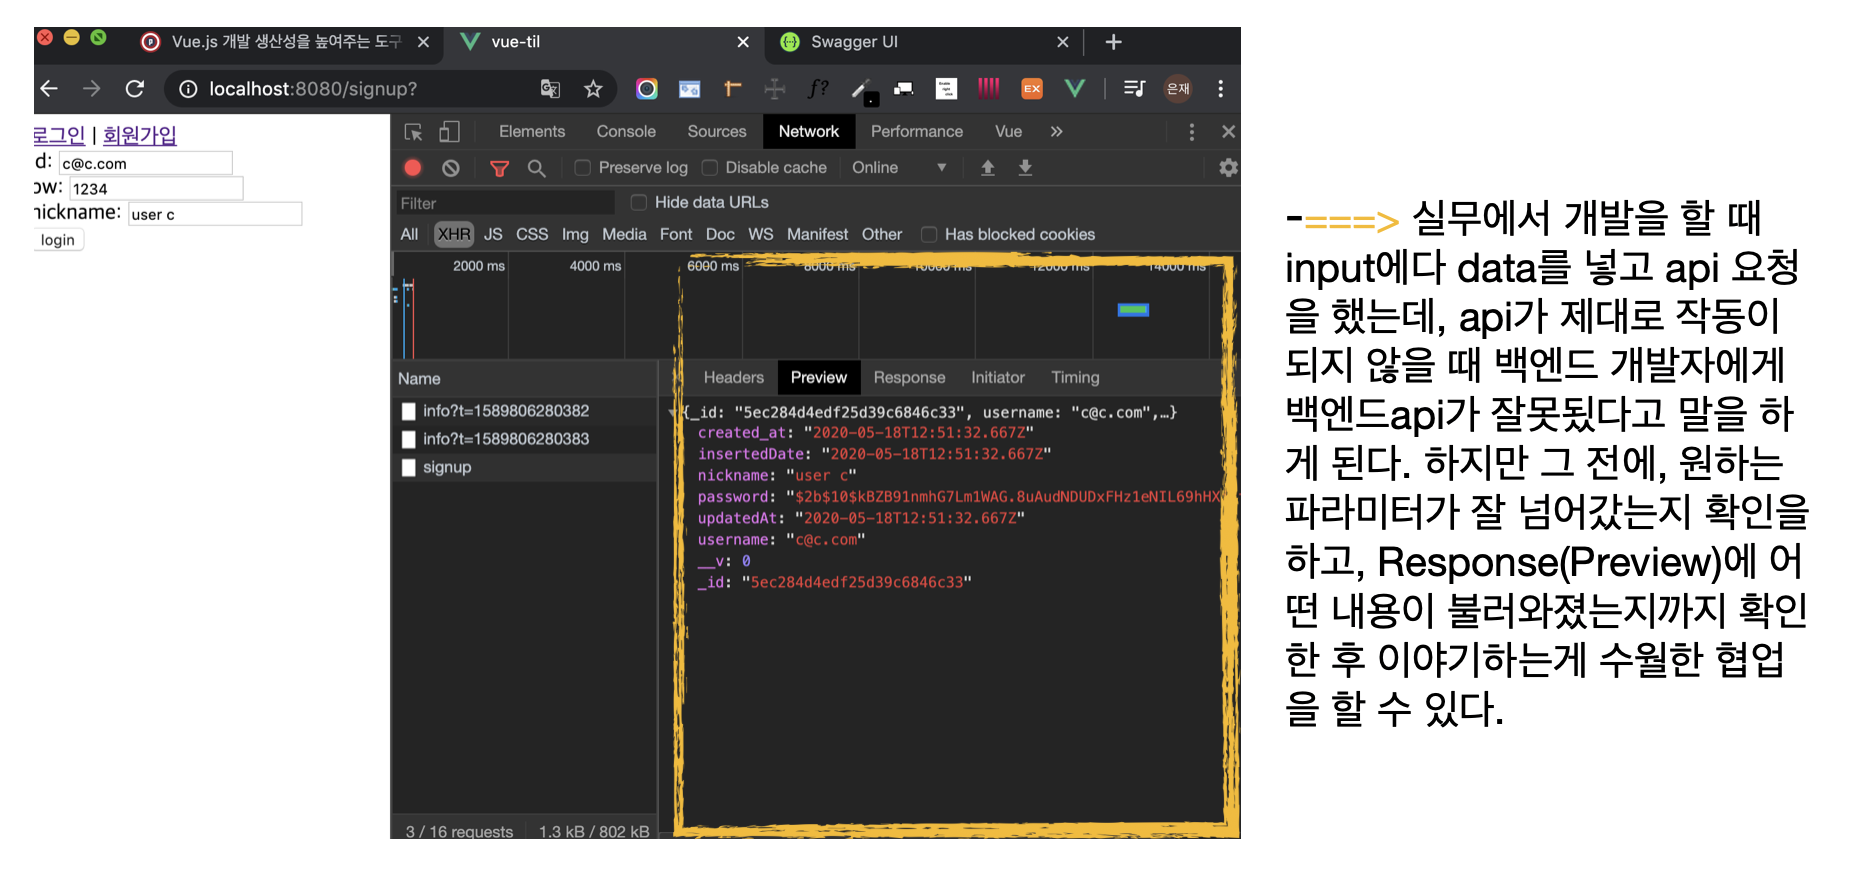 Vue.js 개발 생산성을 높여주는 도구
vue-til
Swagger UI
localhost:8080/signup?
f?
EX
은재
로그인 | 회원가입
d: c@c.com
ow: 1234
nickname: user c
login
Elements Console Sources Network Performance Vue »
Preserve log Disable cache Online
Filter Hide data URLs
All XHR JS CSS Img Media Font Doc WS Manifest Other Has blocked cookies
2000 ms 4000 ms 6000 ms 8000 ms 10000 ms 12000 ms 14000 ms
Name
info?t=1589806280382
info?t=1589806280383
signup
3 / 16 requests 1.3 kB / 802 kB
Headers Preview Response Initiator Timing
{_id: "5ec284d4edf25d39c6846c33", username: "c@c.com",…}
created_at: "2020-05-18T12:51:32.667Z"
insertedDate: "2020-05-18T12:51:32.667Z"
nickname: "user c"
password: "$2b$10$kBZB91nmhG7Lm1WAG.8uAudNDUDxFHz1eNIL69hHX
updatedAt: "2020-05-18T12:51:32.667Z"
username: "c@c.com"
__v: 0
_id: "5ec284d4edf25d39c6846c33"
-===> 실무에서 개발을 할 때
input에다 data를 넣고 api 요청
을 했는데, api가 제대로 작동이
되지 않을 때 백엔드 개발자에게
백엔드api가 잘못됬다고 말을 하
게 된다. 하지만 그 전에, 원하는
파라미터가 잘 넘어갔는지 확인을
하고, Response(Preview)에 어
떤 내용이 불러와졌는지까지 확인
한 후 이야기하는게 수월한 협업
을 할 수 있다.